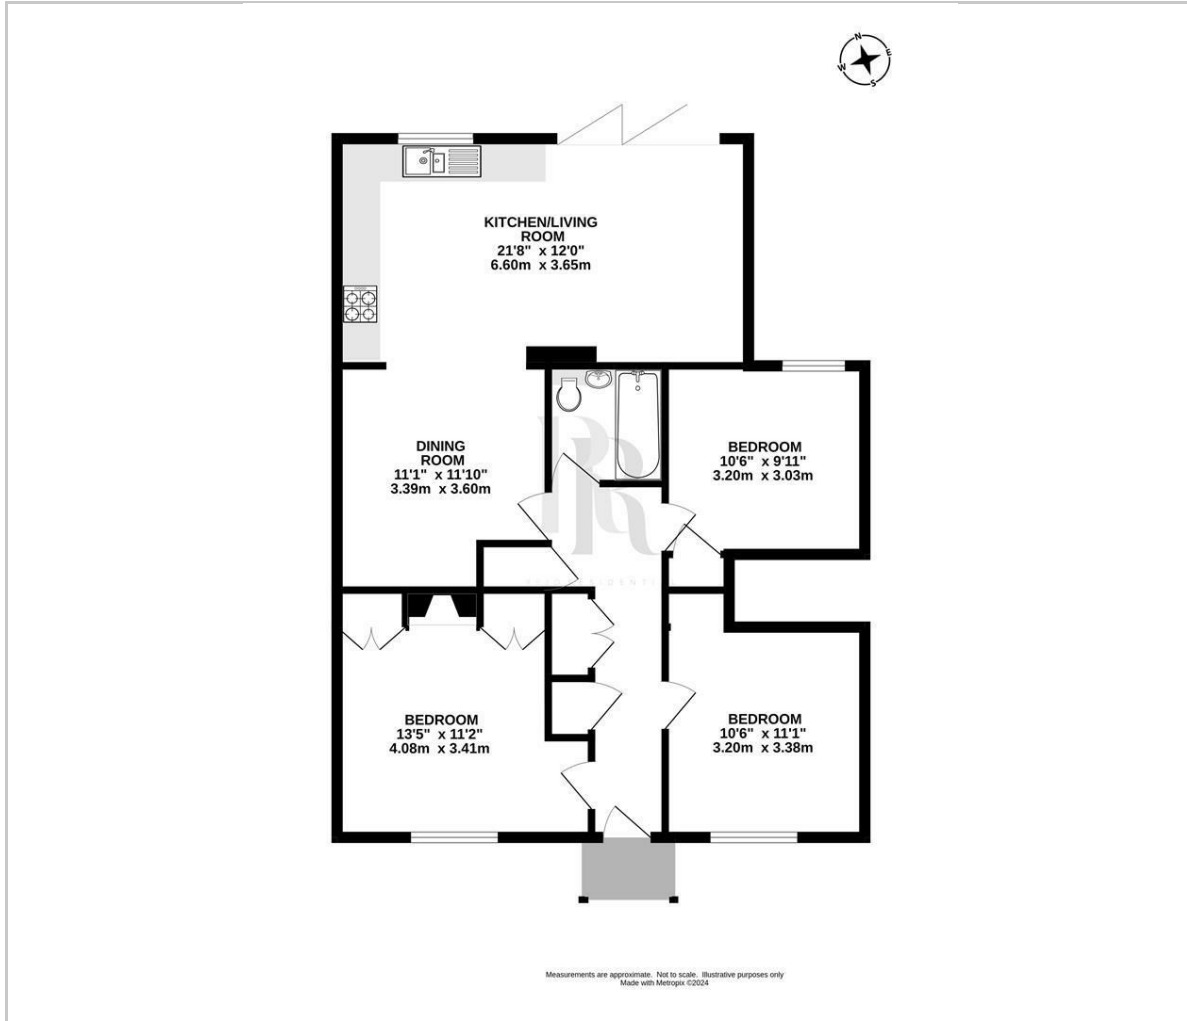 N
E
W
S
KITCHEN/LIVING
ROOM
21'8" x 12'0"
6.60m x 3.65m
DINING
ROOM
11'1" x 11'10"
3.39m x 3.60m
BEDROOM
10'6" x 9'11"
3.20m x 3.03m
BEDROOM
13'5" x 11'2"
4.08m x 3.41m
BEDROOM
10'6" x 11'1"
3.20m x 3.38m
Measurements are approximate. Not to scale. Illustrative purposes only
Made with Metropix ©2024